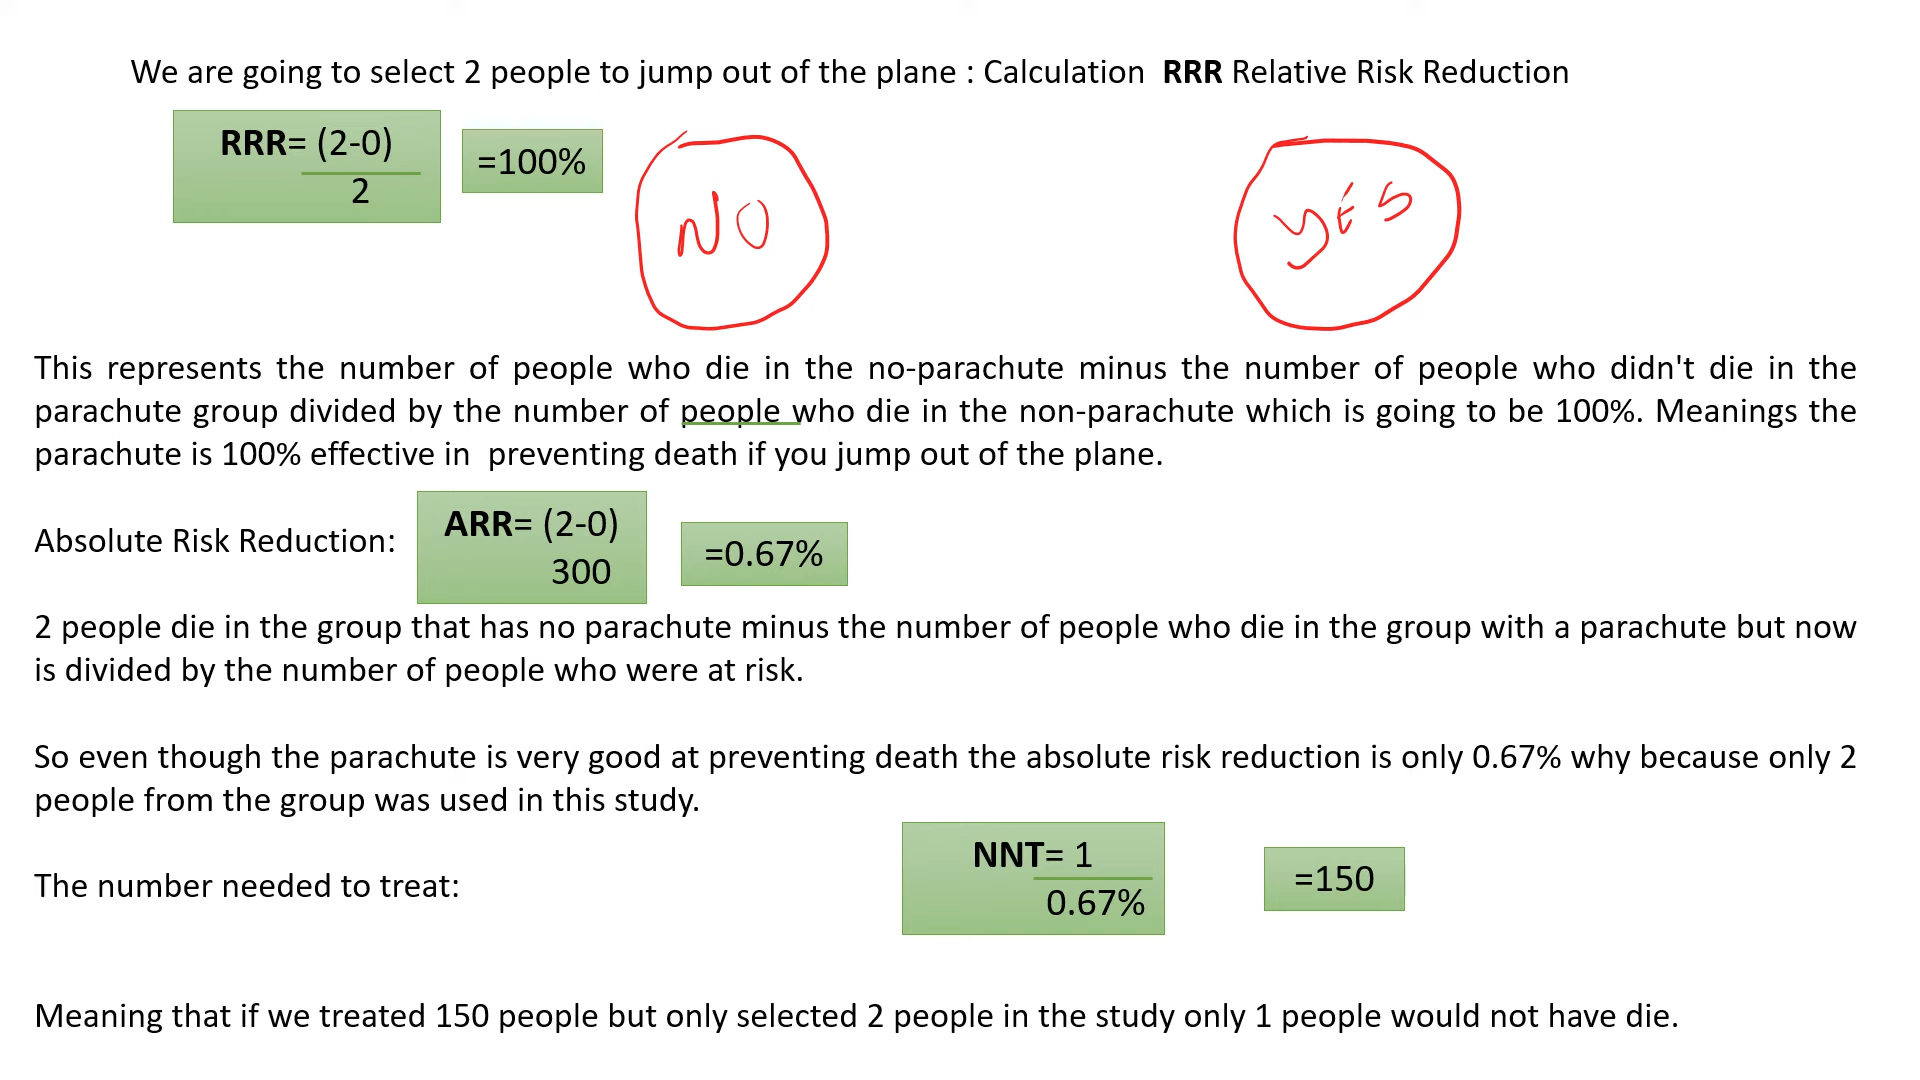 We are going to select 2 people to jump out of the plane : Calculation RRR Relative Risk Reduction
RRR= (2-0)
2
=100%
NO
YES
This represents the number of people who die in the no-parachute minus the number of people who didn't die in the
parachute group divided by the number of people who die in the non-parachute which is going to be 100%. Meanings the
parachute is 100% effective in preventing death if you jump out of the plane.
Absolute Risk Reduction:
ARR= (2-0)
300
=0.67%
2 people die in the group that has no parachute minus the number of people who die in the group with a parachute but now
is divided by the number of people who were at risk.
So even though the parachute is very good at preventing death the absolute risk reduction is only 0.67% why because only 2
people from the group was used in this study.
The number needed to treat:
NNT= 1
0.67%
=150
Meaning that if we treated 150 people but only selected 2 people in the study only 1 people would not have die.